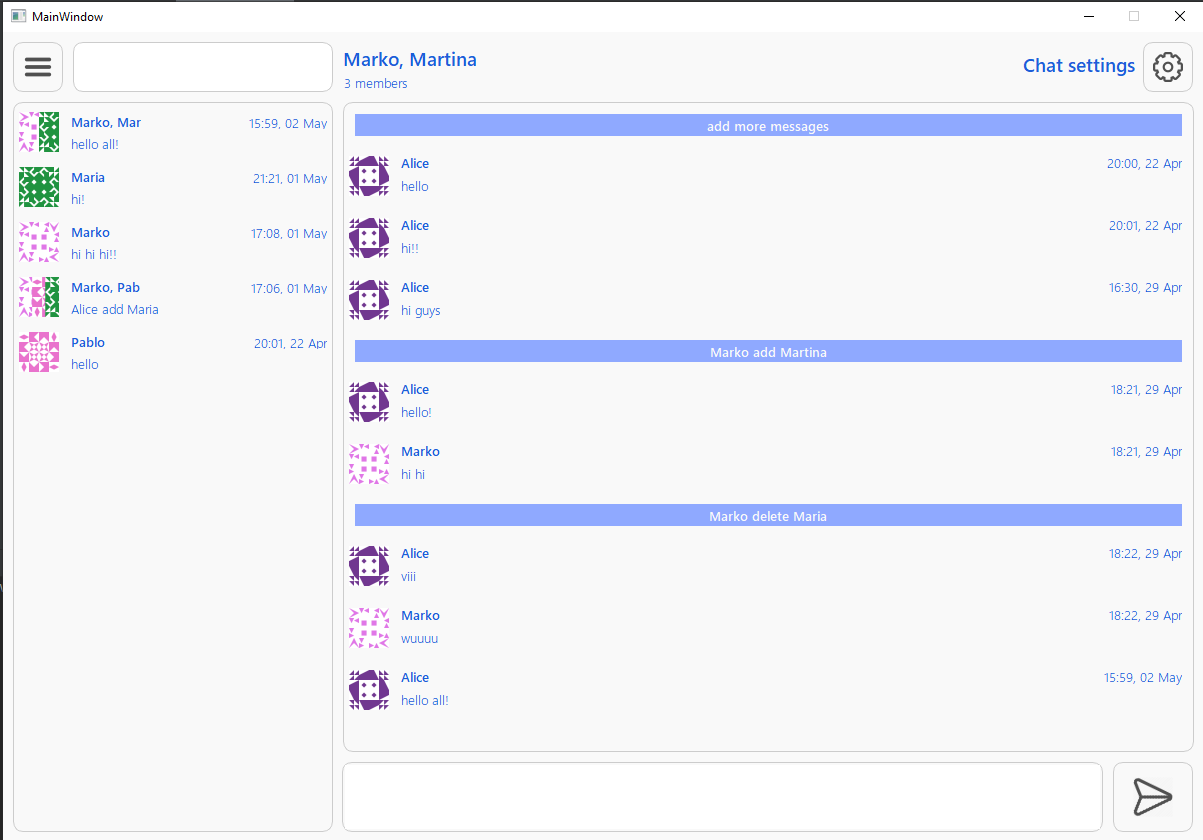 MainWindow
Marko, Martina
3 members
Chat settings
Marko, Mar 15:59, 02 May
hello all!
Maria 21:21, 01 May
hi!
Marko 17:08, 01 May
hi hi hi!!
Marko, Pab 17:06, 01 May
Alice add Maria
Pablo 20:01, 22 Apr
hello
add more messages
Alice 20:00, 22 Apr
hello
Alice 20:01, 22 Apr
hi!!
Alice 16:30, 29 Apr
hi guys
Marko add Martina
Alice 18:21, 29 Apr
hello!
Marko 18:21, 29 Apr
hi hi
Marko delete Maria
Alice 18:22, 29 Apr
viii
Marko 18:22, 29 Apr
wuuuu
Alice 15:59, 02 May
hello all!